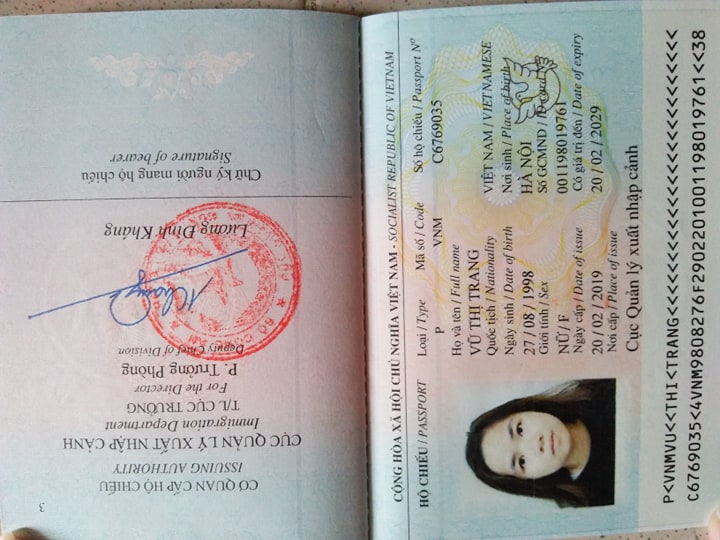 3
CƠ QUAN CẤP HỘ CHIẾU
ISSUING AUTHORITY
CỤC QUẢN LÝ XUẤT NHẬP CẢNH
Immigration Department
T/L CỤC TRƯỞNG
For the Director
P. Trưởng Phòng
Deputy Chief of Division
Lương Đình Kháng
Chữ ký người mang hộ chiếu
Signature of bearer
CỘNG HÒA XÃ HỘI CHỦ NGHĨA VIỆT NAM - SOCIALIST REPUBLIC OF VIETNAM
HỘ CHIẾU / PASSPORT
Loại / Type Mã số / Code Số hộ chiếu / Passport Nº
P VNM C6769035
Họ và tên / Full name
VŨ THỊ TRANG
Quốc tịch / Nationality VIỆT NAM / VIETNAMESE
Ngày sinh / Date of birth Nơi sinh / Place of birth
27 / 08 / 1998 HÀ NỘI
Giới tính / Sex Số GCMND / ID card Nº
NỮ / F 001198019761
Ngày cấp / Date of issue Có giá trị đến / Date of expiry
20 / 02 / 2019 20 / 02 / 2029
Nơi cấp / Place of issue
Cục Quản lý xuất nhập cảnh
P<VNMVU<<THI<TRANG<<<<<<<<<<<<<<<<<<<<<<<<<<
C6769035<4VNM9808276F2902201001198019761<<38